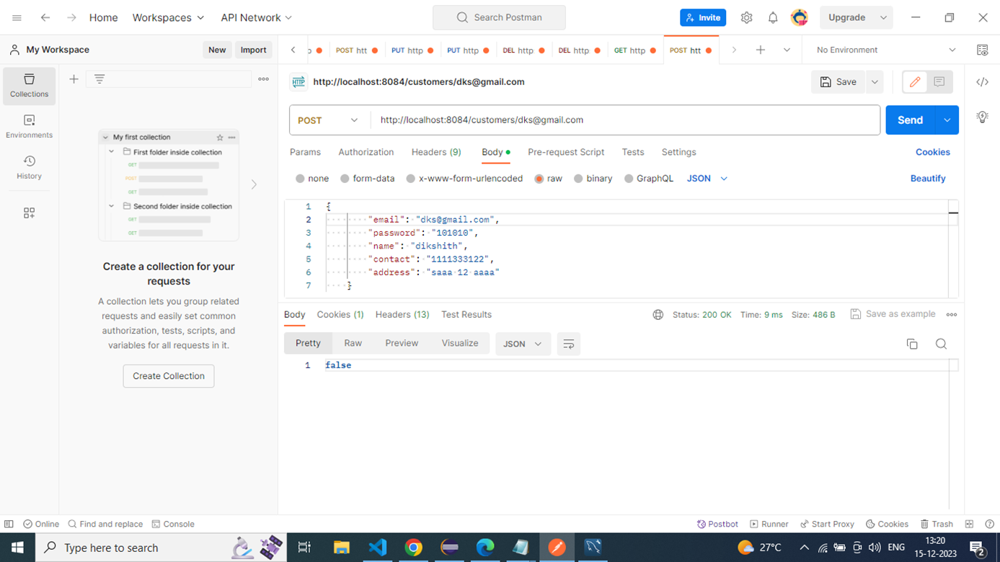 Home Workspaces API Network Search Postman Invite Upgrade
My Workspace New Import
POST htt PUT http PUT http DEL http DEL http GET http POST htt No Environment
HTTP http://localhost:8084/customers/dks@gmail.com Save
POST http://localhost:8084/customers/dks@gmail.com Send
Params Authorization Headers (9) Body Pre-request Script Tests Settings Cookies
none form-data x-www-form-urlencoded raw binary GraphQL JSON Beautify
1 {
2 "email": "dks@gmail.com",
3 "password": "101010",
4 "name": "dikshith",
5 "contact": "1111333122",
6 "address": "saaa 12 aaaa"
7 }
Body Cookies (1) Headers (13) Test Results Status: 200 OK Time: 9 ms Size: 486 B Save as example
Pretty Raw Preview Visualize JSON
1 false
Collections
Environments
History
My first collection
First folder inside collection
GET
POST
GET
Second folder inside collection
GET
GET
Create a collection for your
requests
A collection lets you group related
requests and easily set common
authorization, tests, scripts, and
variables for all requests in it.
Create Collection
Online Find and replace Console Postbot Runner Start Proxy Cookies Trash
Type here to search 27°C ENG 13:20
15-12-2023 2